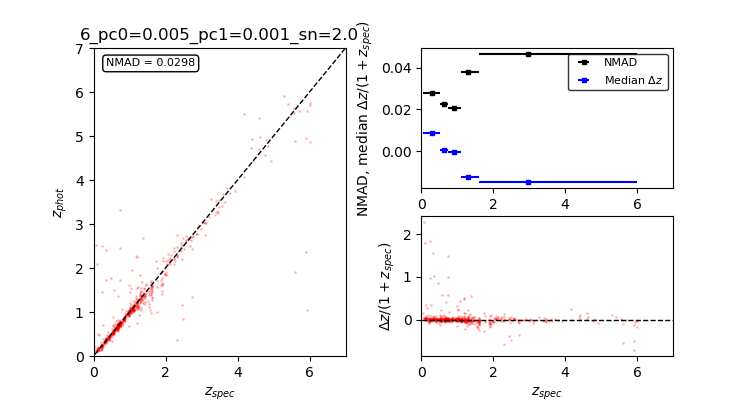 6_pc0=0.005_pc1=0.001_sn=2.0
NMAD = 0.0298
z_phot
7
6
5
4
3
2
1
0
0 2 4 6
z_spec
NMAD, median Δz/(1 + z_spec)
0.04
0.02
0.00
NMAD
Median Δz
0 2 4 6
Δz/(1 + z_spec)
2
1
0
0 2 4 6
z_spec